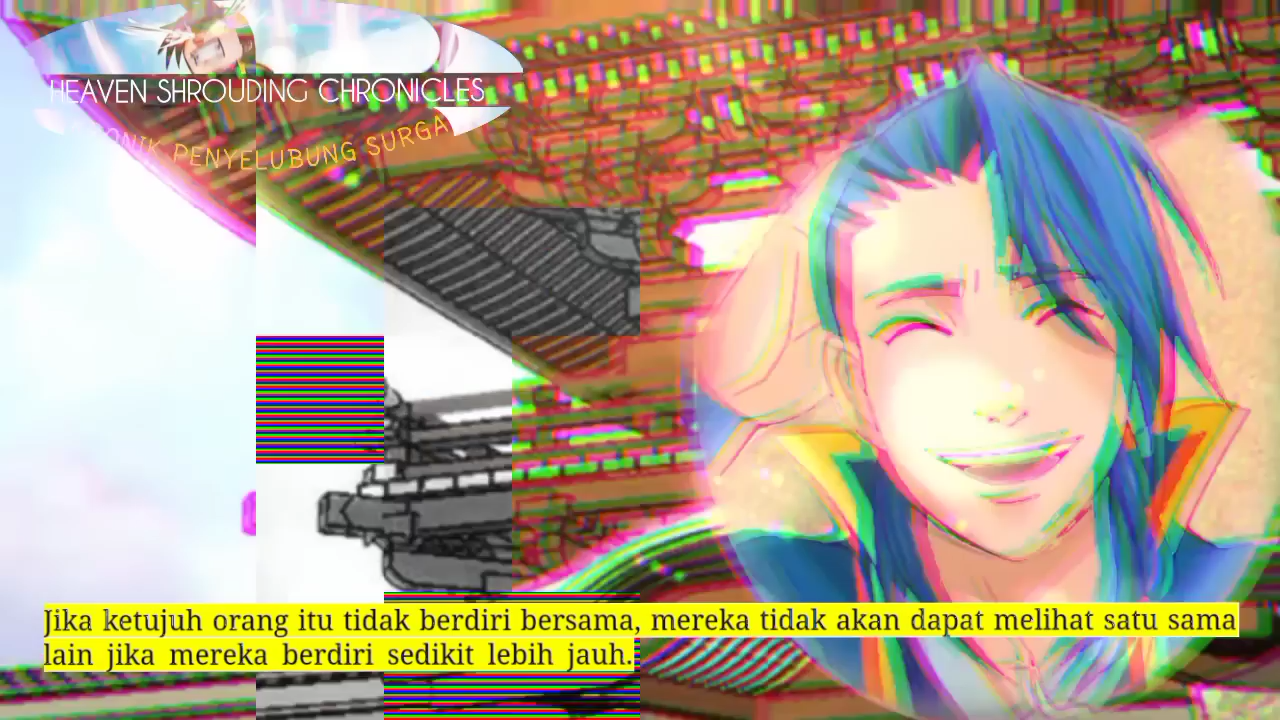 HEAVEN SHROUDING CHRONICLES
PENYELUBUNG SURGA
Jika ketujuh orang itu tidak berdiri bersama, mereka tidak akan dapat melihat satu sama
lain jika mereka berdiri sedikit lebih jauh.